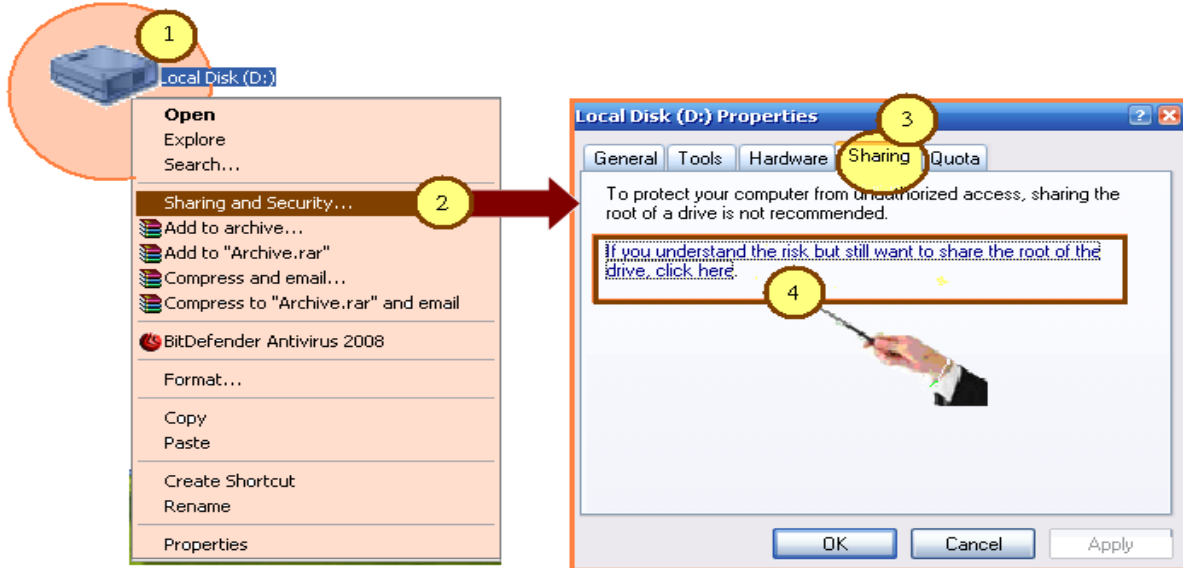 1
Local Disk (D:)
Open
Explore
Search...
Sharing and Security...
2
Add to archive...
Add to "Archive.rar"
Compress and email...
Compress to "Archive.rar" and email
BitDefender Antivirus 2008
Format...
Copy
Paste
Create Shortcut
Rename
Properties
Local Disk (D:) Properties
3
General Tools Hardware Sharing Quota
To protect your computer from unauthorized access, sharing the
root of a drive is not recommended.
If you understand the risk but still want to share the root of the
drive, click here.
4
OK Cancel Apply